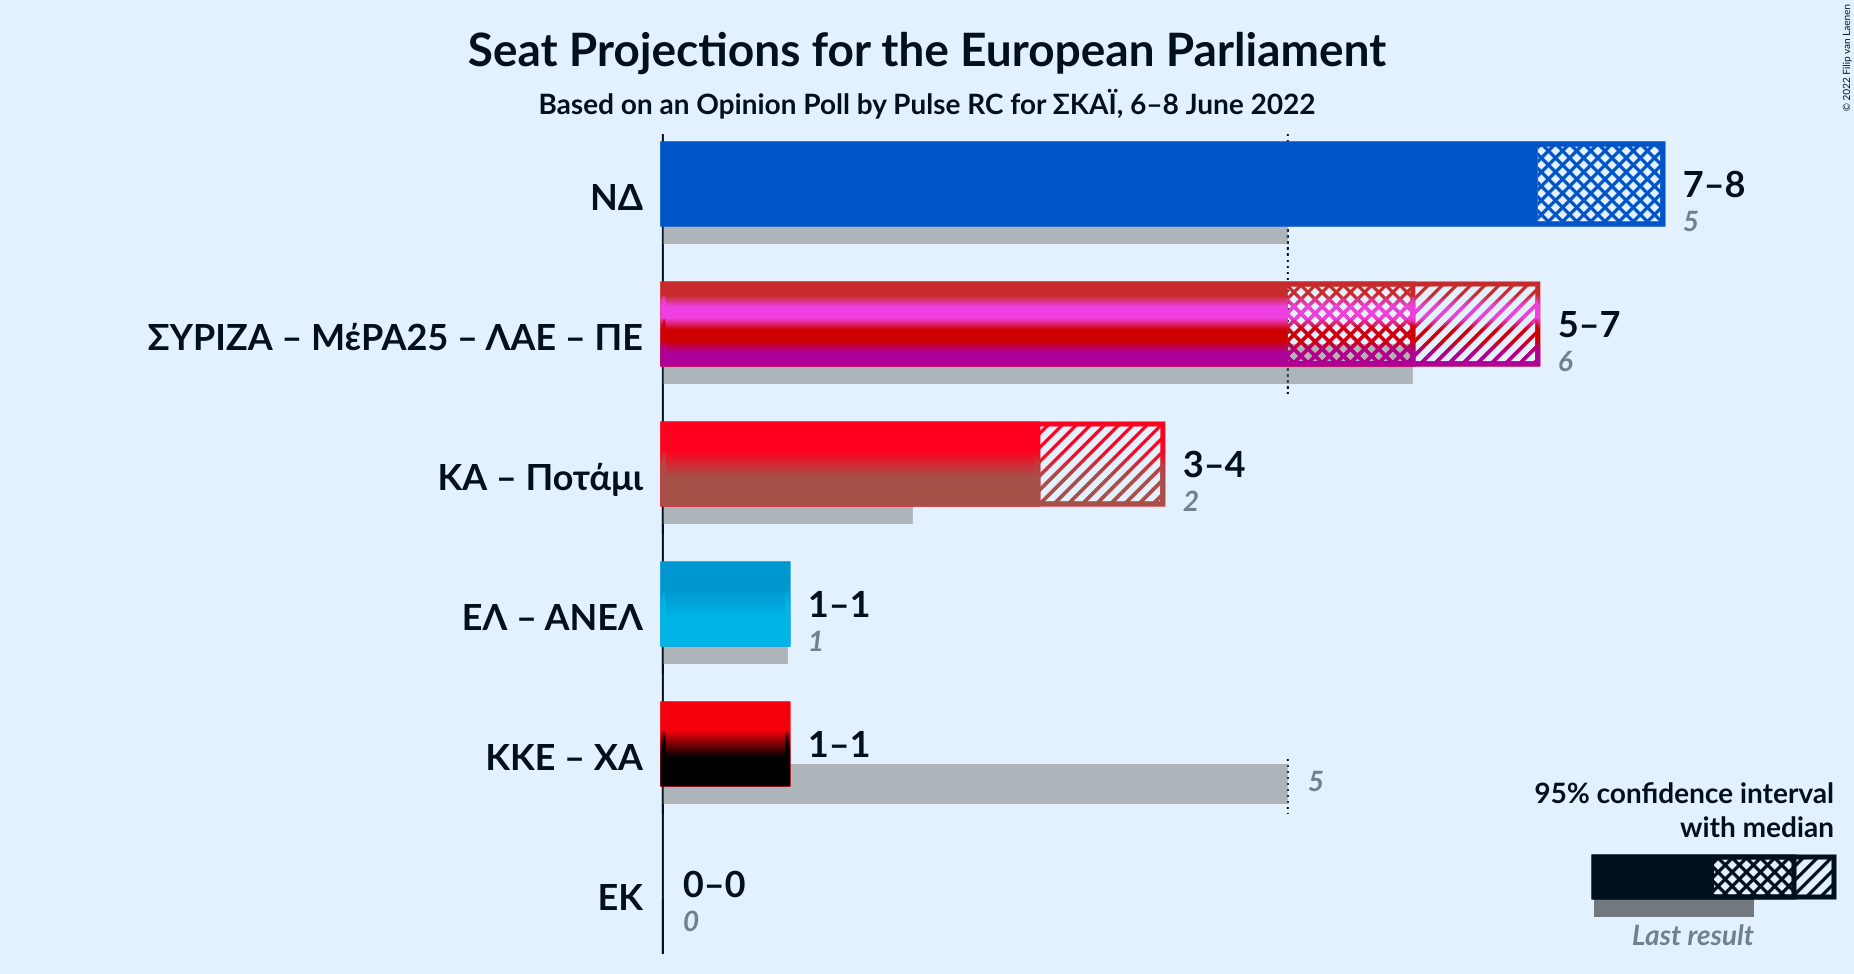 Seat Projections for the European Parliament
Based on an Opinion Poll by Pulse RC for ΣΚΑΪ, 6–8 June 2022
© 2022 Filip van Laenen
ΝΔ
7–8
5
ΣΥΡΙΖΑ – ΜέΡΑ25 – ΛΑΕ – ΠΕ
5–7
6
ΚΑ – Ποτάμι
3–4
2
ΕΛ – ΑΝΕΛ
1–1
1
ΚΚΕ – ΧΑ
1–1
5
ΕΚ
0–0
0
95% confidence interval
with median
Last result